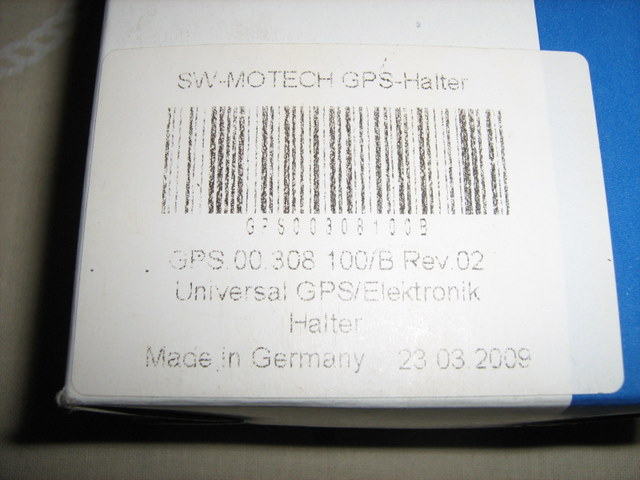 SW-MOTECH GPS-Halter
GPS00308100B
GPS.00.308.100/B Rev.02
Universal GPS/Elektronik
Halter
Made in Germany 23.03.2009